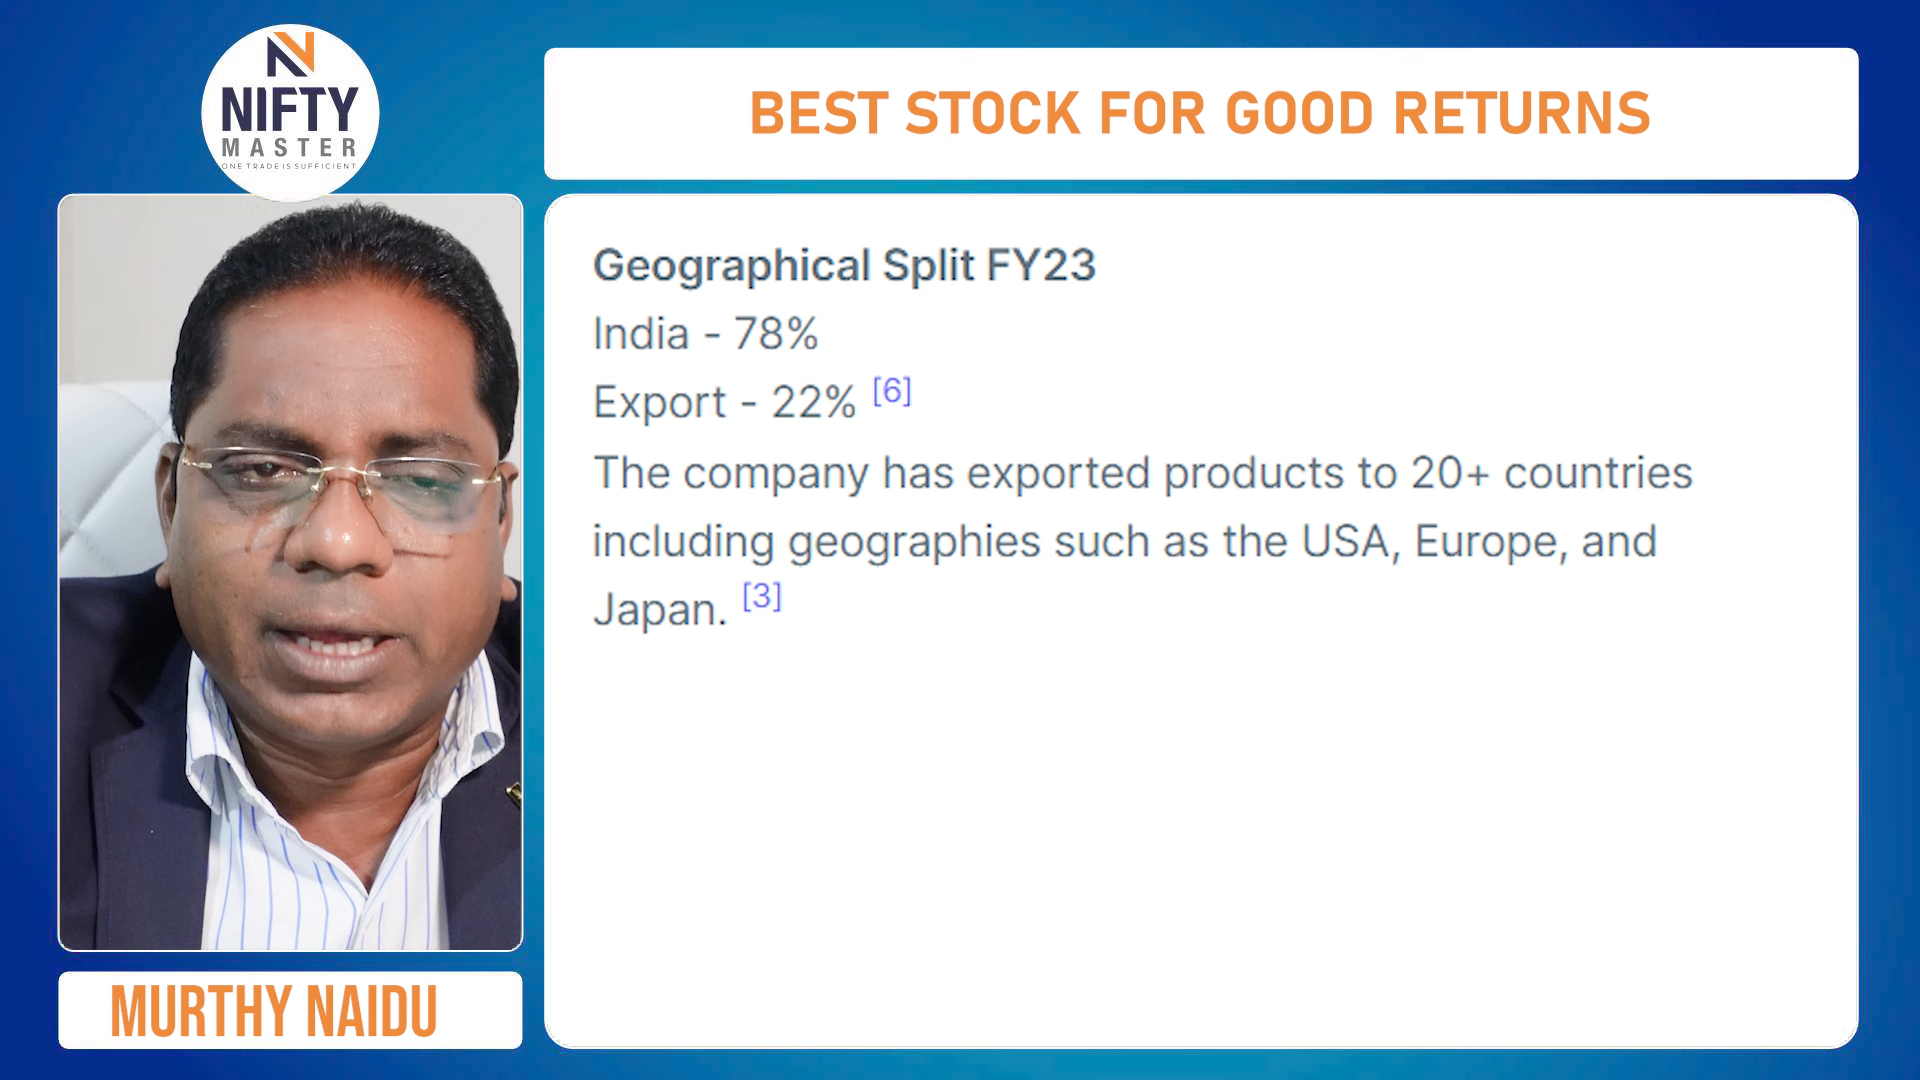 NIFTY
MASTER
ONE TRADE IS SUFFICIENT
BEST STOCK FOR GOOD RETURNS
Geographical Split FY23
India - 78%
Export - 22% [6]
The company has exported products to 20+ countries
including geographies such as the USA, Europe, and
Japan. [3]
MURTHY NAIDU